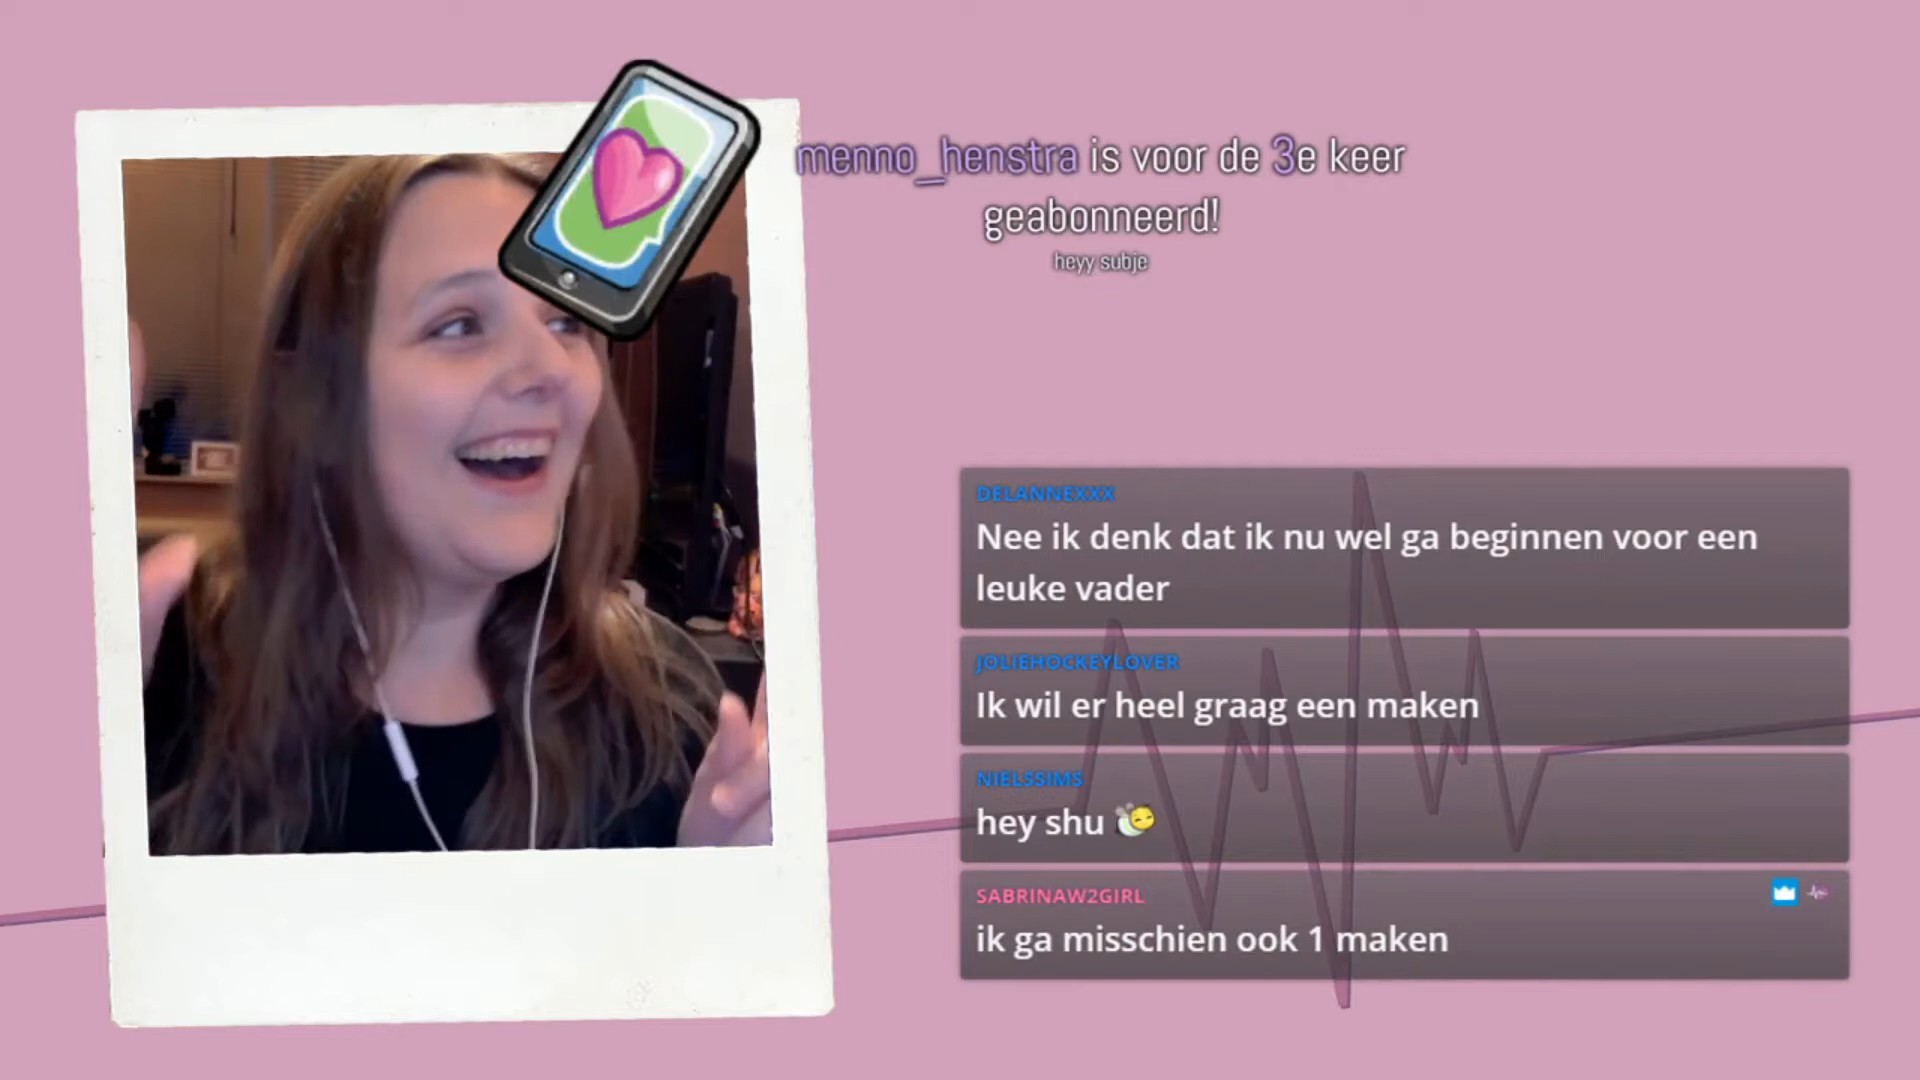 menno_henstra is voor de 3e keer
geabonneerd!
heyy subje
DELANNEXXX
Nee ik denk dat ik nu wel ga beginnen voor een
leuke vader
JOLIEHOCKEYLOVER
Ik wil er heel graag een maken
NIELSSIMS
hey shu
SABRINAW2GIRL
ik ga misschien ook 1 maken